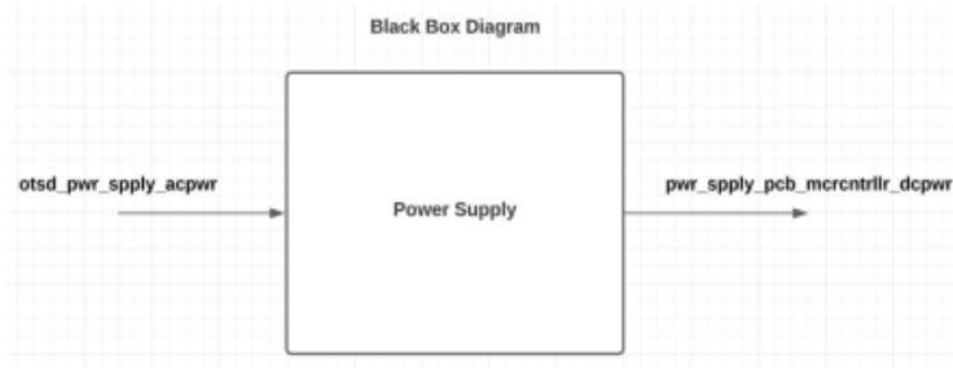 Black Box Diagram
otsd_pwr_spply_acpwr
pwr_spply_pcb_mcrcntrllr_dcpwr
Power Supply